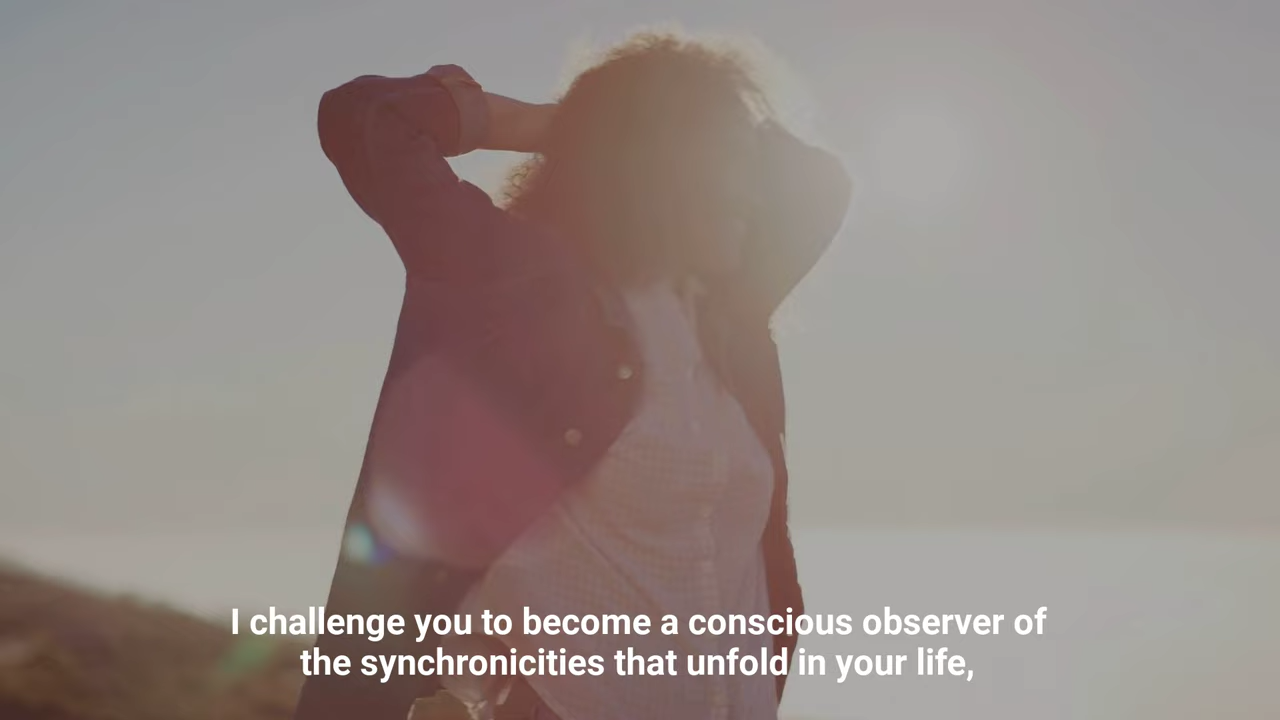 I challenge you to become a conscious observer of
the synchronicities that unfold in your life,